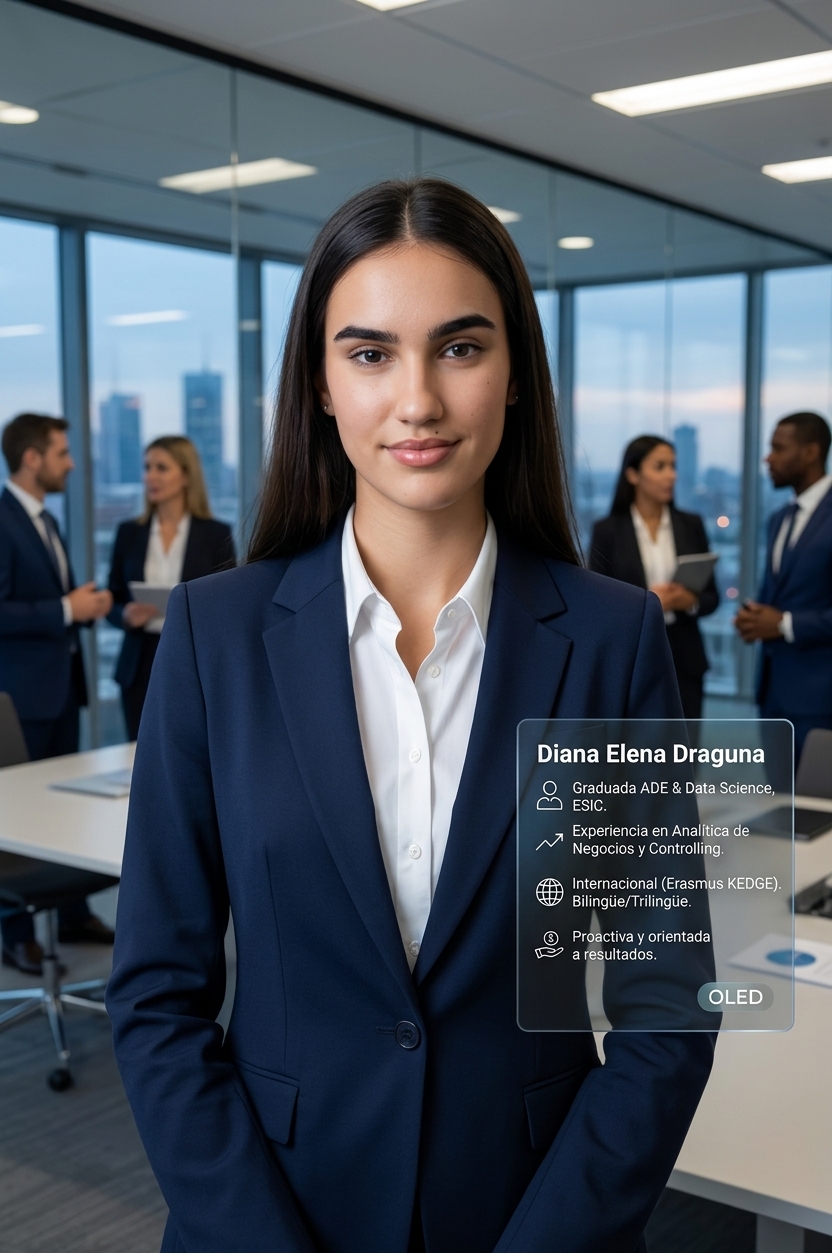 Diana Elena Draguna
Graduada ADE & Data Science,
ESIC.
Experiencia en Analítica de
Negocios y Controlling.
Internacional (Erasmus KEDGE).
Bilingüe/Trilingüe.
Proactiva y orientada
a resultados.
OLED